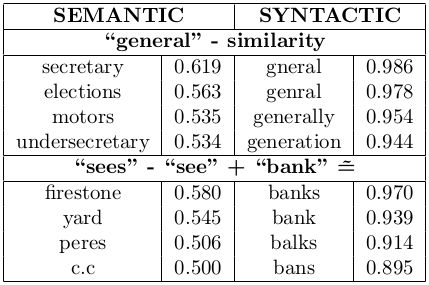 SEMANTIC SYNTACTIC
“general” - similarity
secretary 0.619 gneral 0.986
elections 0.563 genral 0.978
motors 0.535 generally 0.954
undersecretary 0.534 generation 0.944
“sees” - “see” + “bank” ≃̃
firestone 0.580 banks 0.970
yard 0.545 bank 0.939
peres 0.506 balks 0.914
c.c 0.500 bans 0.895